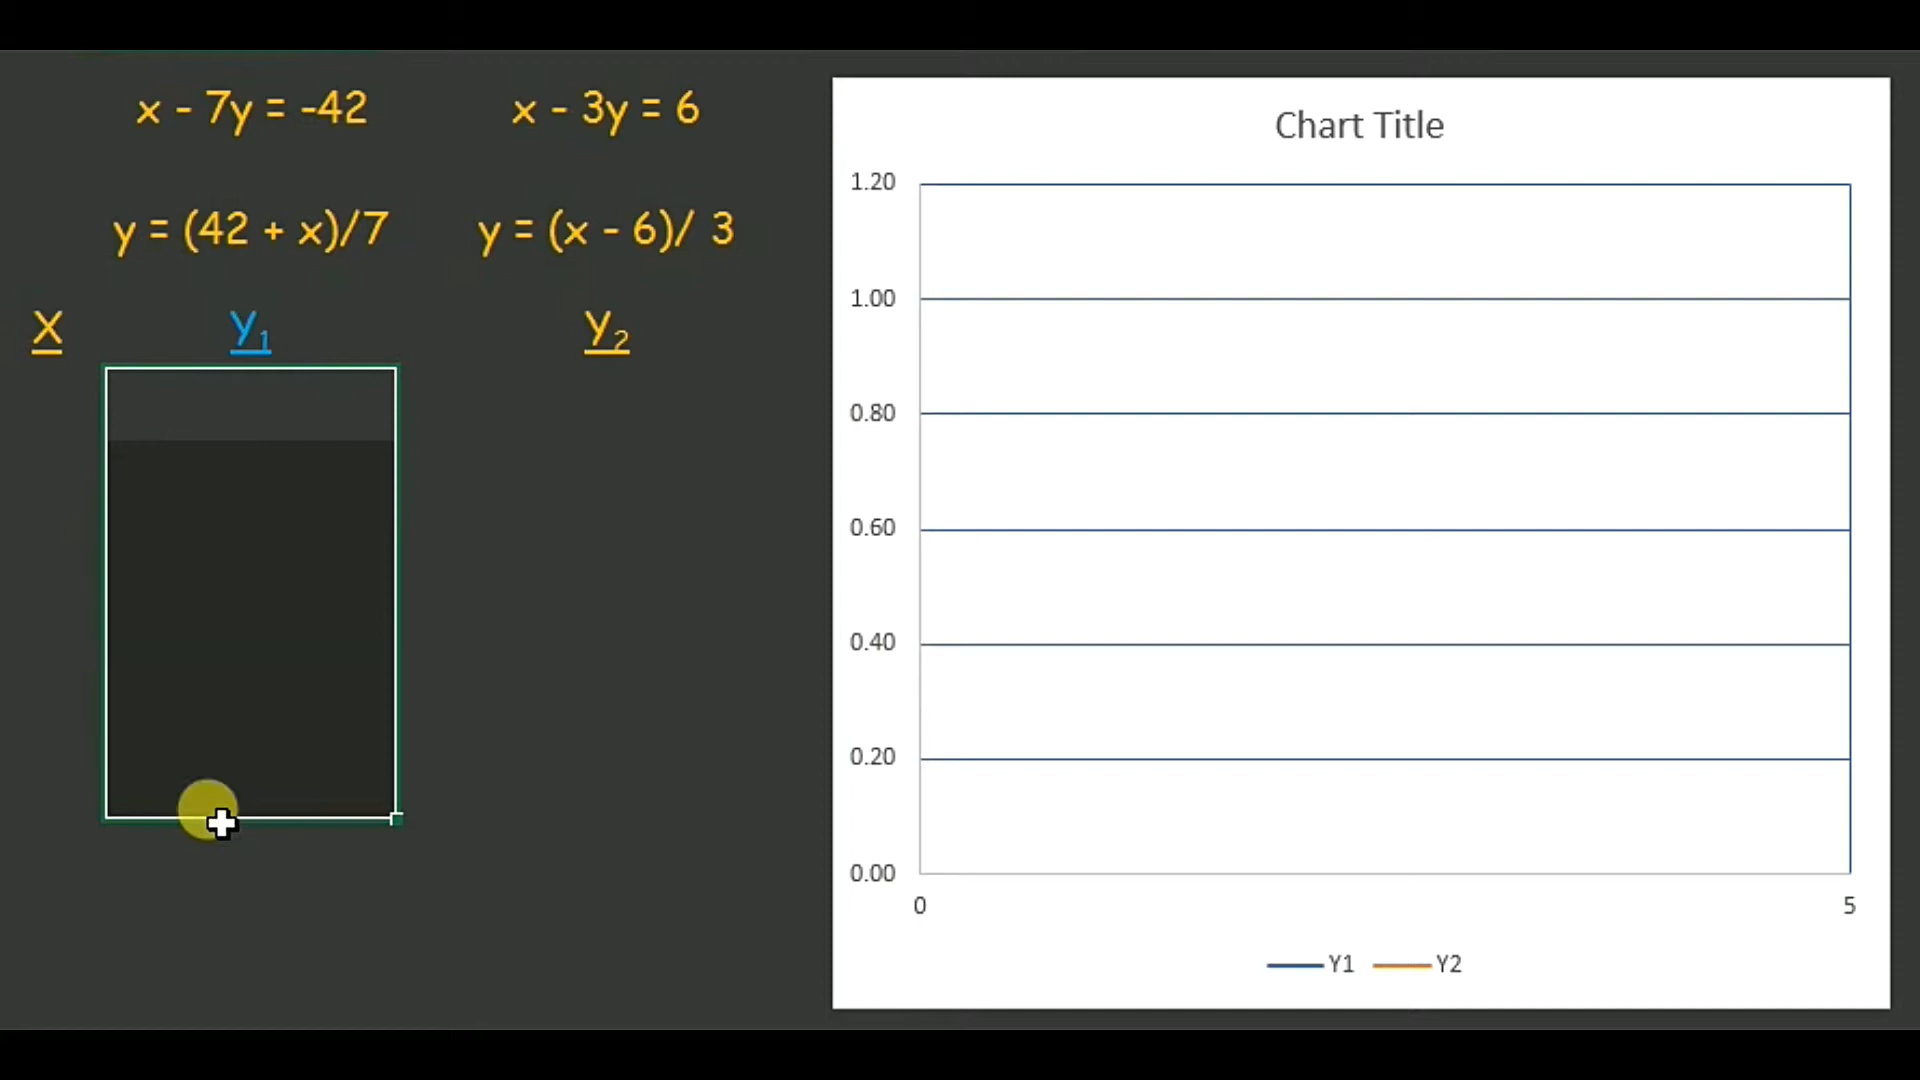 x - 7y = -42
x - 3y = 6
y = (42 + x)/7
y = (x - 6)/ 3
X
Y₁
Y₂
Chart Title
1.20
1.00
0.80
0.60
0.40
0.20
0.00
0
5
Y1
Y2